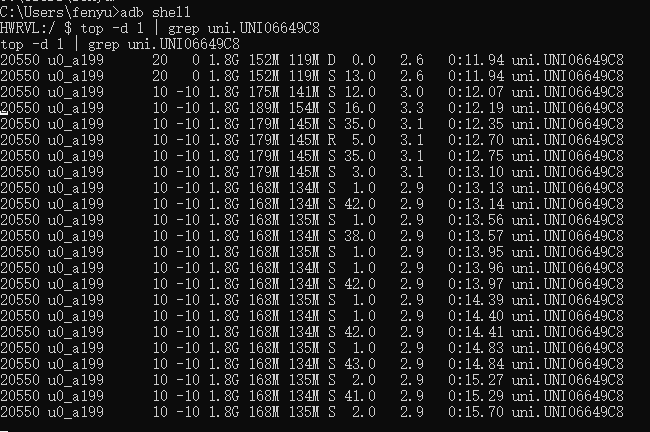 C:\Users\fenyu>adb shell
HWRVL:/ $ top -d 1 | grep uni.UNI06649C8
top -d 1 | grep uni.UNI06649C8
20550 u0_a199 20 0 1.8G 152M 119M D 0.0 2.6 0:11.94 uni.UNI06649C8
20550 u0_a199 20 0 1.8G 152M 119M S 13.0 2.6 0:11.94 uni.UNI06649C8
20550 u0_a199 10 -10 1.8G 175M 141M S 12.0 3.0 0:12.07 uni.UNI06649C8
20550 u0_a199 10 -10 1.8G 189M 154M S 16.0 3.3 0:12.19 uni.UNI06649C8
20550 u0_a199 10 -10 1.8G 179M 145M S 35.0 3.1 0:12.35 uni.UNI06649C8
20550 u0_a199 10 -10 1.8G 179M 145M R 5.0 3.1 0:12.70 uni.UNI06649C8
20550 u0_a199 10 -10 1.8G 179M 145M S 35.0 3.1 0:12.75 uni.UNI06649C8
20550 u0_a199 10 -10 1.8G 179M 145M S 3.0 3.1 0:13.10 uni.UNI06649C8
20550 u0_a199 10 -10 1.8G 168M 134M S 1.0 2.9 0:13.13 uni.UNI06649C8
20550 u0_a199 10 -10 1.8G 168M 134M S 42.0 2.9 0:13.14 uni.UNI06649C8
20550 u0_a199 10 -10 1.8G 168M 135M S 1.0 2.9 0:13.56 uni.UNI06649C8
20550 u0_a199 10 -10 1.8G 168M 134M S 38.0 2.9 0:13.57 uni.UNI06649C8
20550 u0_a199 10 -10 1.8G 168M 135M S 1.0 2.9 0:13.95 uni.UNI06649C8
20550 u0_a199 10 -10 1.8G 168M 134M S 1.0 2.9 0:13.96 uni.UNI06649C8
20550 u0_a199 10 -10 1.8G 168M 134M S 42.0 2.9 0:13.97 uni.UNI06649C8
20550 u0_a199 10 -10 1.8G 168M 135M S 1.0 2.9 0:14.39 uni.UNI06649C8
20550 u0_a199 10 -10 1.8G 168M 134M S 1.0 2.9 0:14.40 uni.UNI06649C8
20550 u0_a199 10 -10 1.8G 168M 134M S 42.0 2.9 0:14.41 uni.UNI06649C8
20550 u0_a199 10 -10 1.8G 168M 135M S 1.0 2.9 0:14.83 uni.UNI06649C8
20550 u0_a199 10 -10 1.8G 168M 134M S 43.0 2.9 0:14.84 uni.UNI06649C8
20550 u0_a199 10 -10 1.8G 168M 135M S 2.0 2.9 0:15.27 uni.UNI06649C8
20550 u0_a199 10 -10 1.8G 168M 134M S 41.0 2.9 0:15.29 uni.UNI06649C8
20550 u0_a199 10 -10 1.8G 168M 135M S 2.0 2.9 0:15.70 uni.UNI06649C8